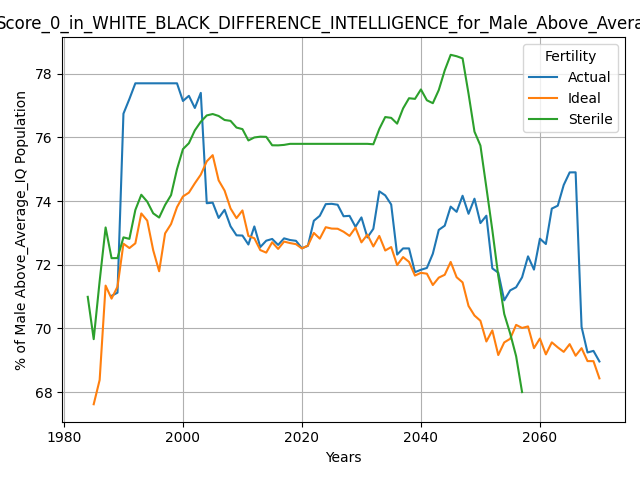 Score_0_in_WHITE_BLACK_DIFFERENCE_INTELLIGENCE_for_Male_Above_Avera
Fertility
Actual
Ideal
Sterile
% of Male Above_Average_IQ Population
78
76
74
72
70
68
1980
2000
2020
2040
2060
Years